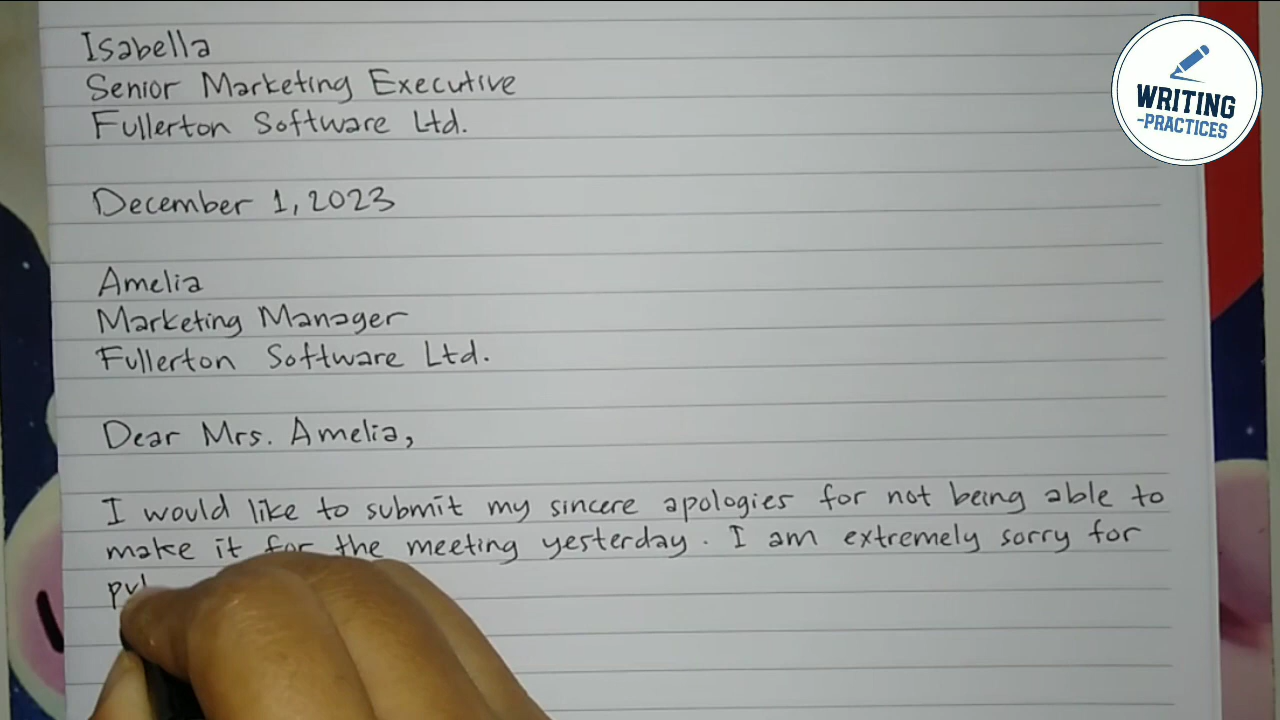 Isabella
Senior Marketing Executive
Fullerton Software Ltd.
December 1, 2023
Amelia
Marketing Manager
Fullerton Software Ltd.
Dear Mrs. Amelia,
I would like to submit my sincere apologies for not being able to
make it for the meeting yesterday. I am extremely sorry for
WRITING
-PRACTICES